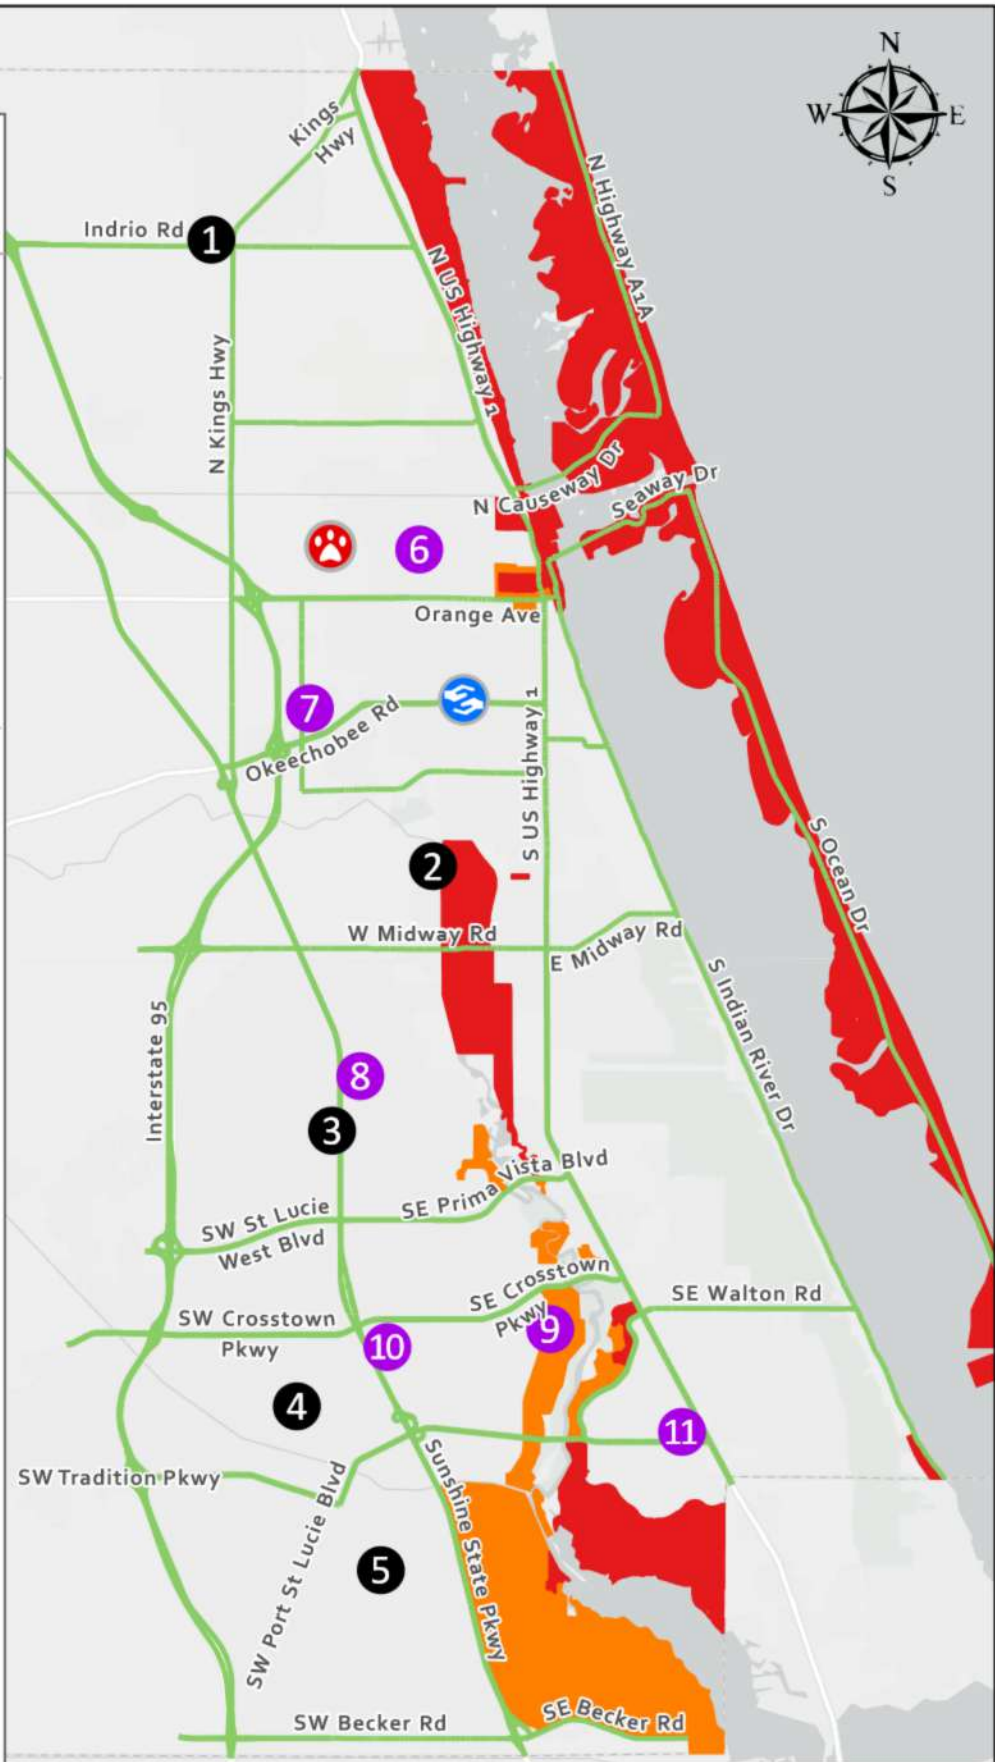 N
W
E
S
Kings
Hwy
Indrio Rd
1
N Highway A1A
N US Highway 1
N Kings Hwy
N Causeway Dr
Seaway Dr
6
Orange Ave
7
Okeechobee Rd
S US Highway 1
2
S Ocean Dr
W Midway Rd
E Midway Rd
S Indian River Dr
Interstate 95
8
3
SE Prima Vista Blvd
SW St Lucie
West Blvd
SE Crosstown
Pkwy
SE Walton Rd
SW Crosstown
Pkwy
9
10
4
11
SW Tradition Pkwy
SW Port St Lucie Blvd
Sunshine State Pkwy
5
SW Becker Rd
SE Becker Rd